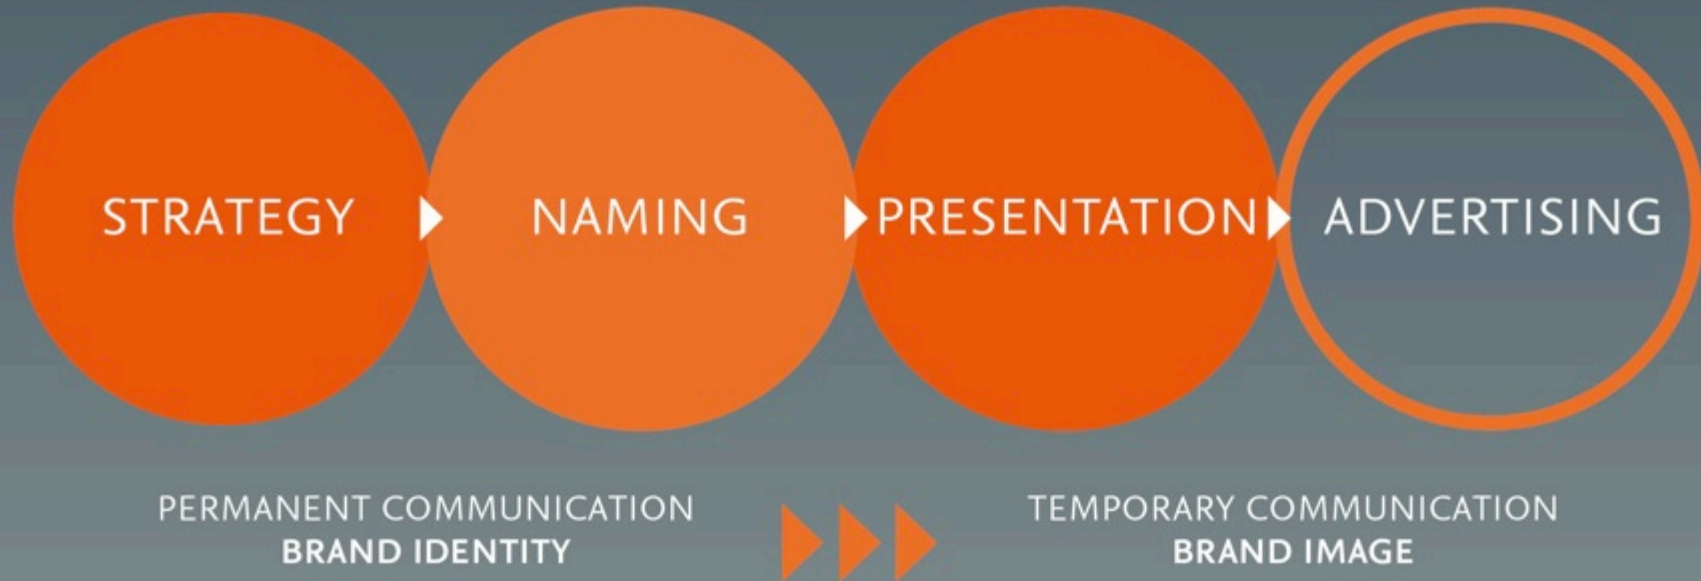 STRATEGY
NAMING
PRESENTATION
ADVERTISING
PERMANENT COMMUNICATION
BRAND IDENTITY
TEMPORARY COMMUNICATION
BRAND IMAGE